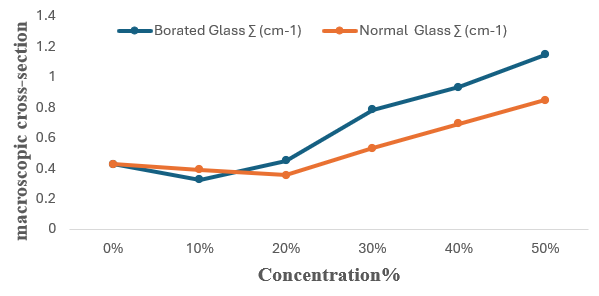 1.4
1.2
1
0.8
0.6
0.4
0.2
0
macroscopic cross-section
Borated Glass ∑ (cm-1) Normal Glass ∑ (cm-1)
0% 10% 20% 30% 40% 50%
Concentration%